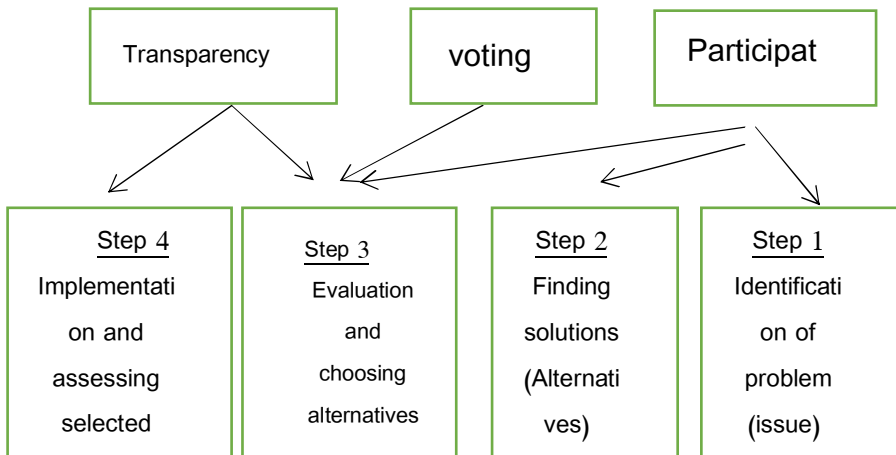 Transparency
voting
Participat
Step 4
Implementati
on and
assessing
selected
Step 3
Evaluation
and
choosing
alternatives
Step 2
Finding
solutions
(Alternati
ves)
Step 1
Identificati
on of
problem
(issue)